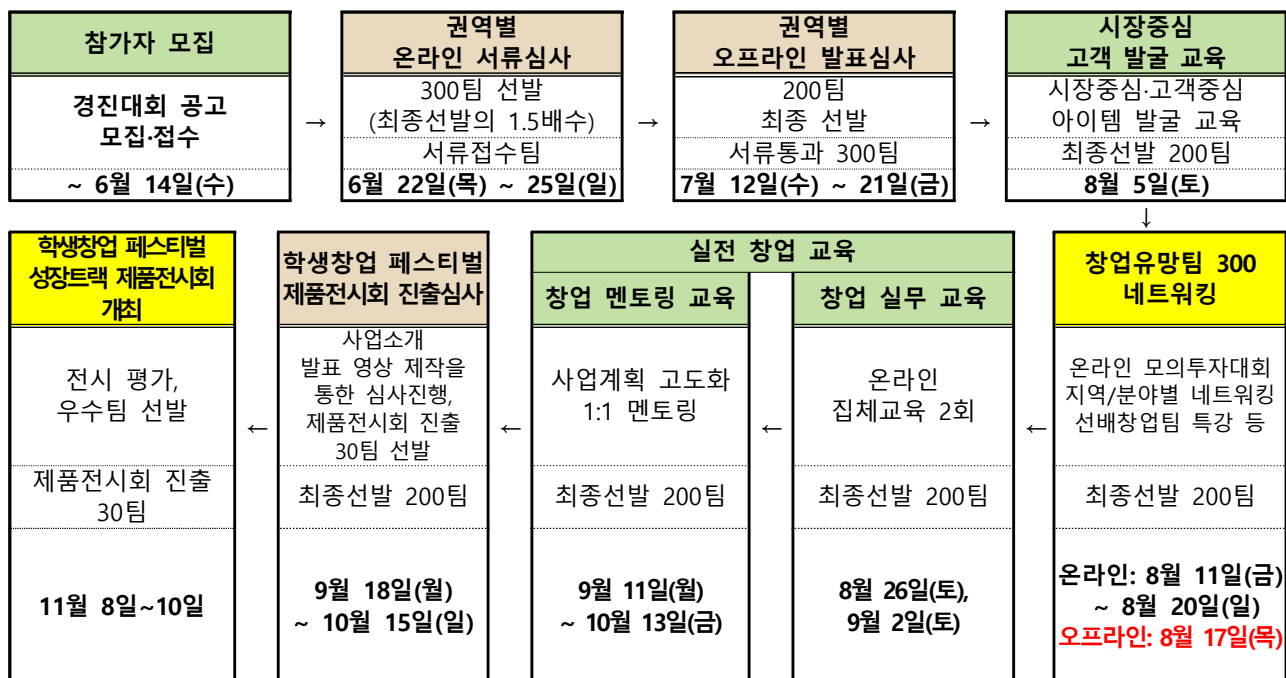 참가자 모집
경진대회 공고
모집·접수
~ 6월 14일(수)
→
권역별
온라인 서류심사
300팀 선발
(최종선발의 1.5배수)
서류접수팀
6월 22일(목) ~ 25일(일)
→
권역별
오프라인 발표심사
200팀
최종 선발
서류통과 300팀
7월 12일(수) ~ 21일(금)
→
시장중심
고객 발굴 교육
시장중심·고객중심
아이템 발굴 교육
최종선발 200팀
8월 5일(토)
↓
창업유망팀 300
네트워킹
온라인 모의투자대회
지역/분야별 네트워킹
선배창업팀 특강 등
최종선발 200팀
온라인: 8월 11일(금)
~ 8월 20일(일)
오프라인: 8월 17일(목)
←
실전 창업 교육
창업 실무 교육
온라인
집체교육 2회
최종선발 200팀
8월 26일(토),
9월 2일(토)
←
창업 멘토링 교육
사업계획 고도화
1:1 멘토링
최종선발 200팀
9월 11일(월)
~ 10월 13일(금)
←
학생창업 페스티벌
제품전시회 진출심사
사업소개
발표 영상 제작을
통한 심사진행,
제품전시회 진출
30팀 선발
최종선발 200팀
9월 18일(월)
~ 10월 15일(일)
←
학생창업 페스티벌
성장트랙 제품전시회
개최
전시 평가,
우수팀 선발
제품전시회 진출
30팀
11월 8일~10일